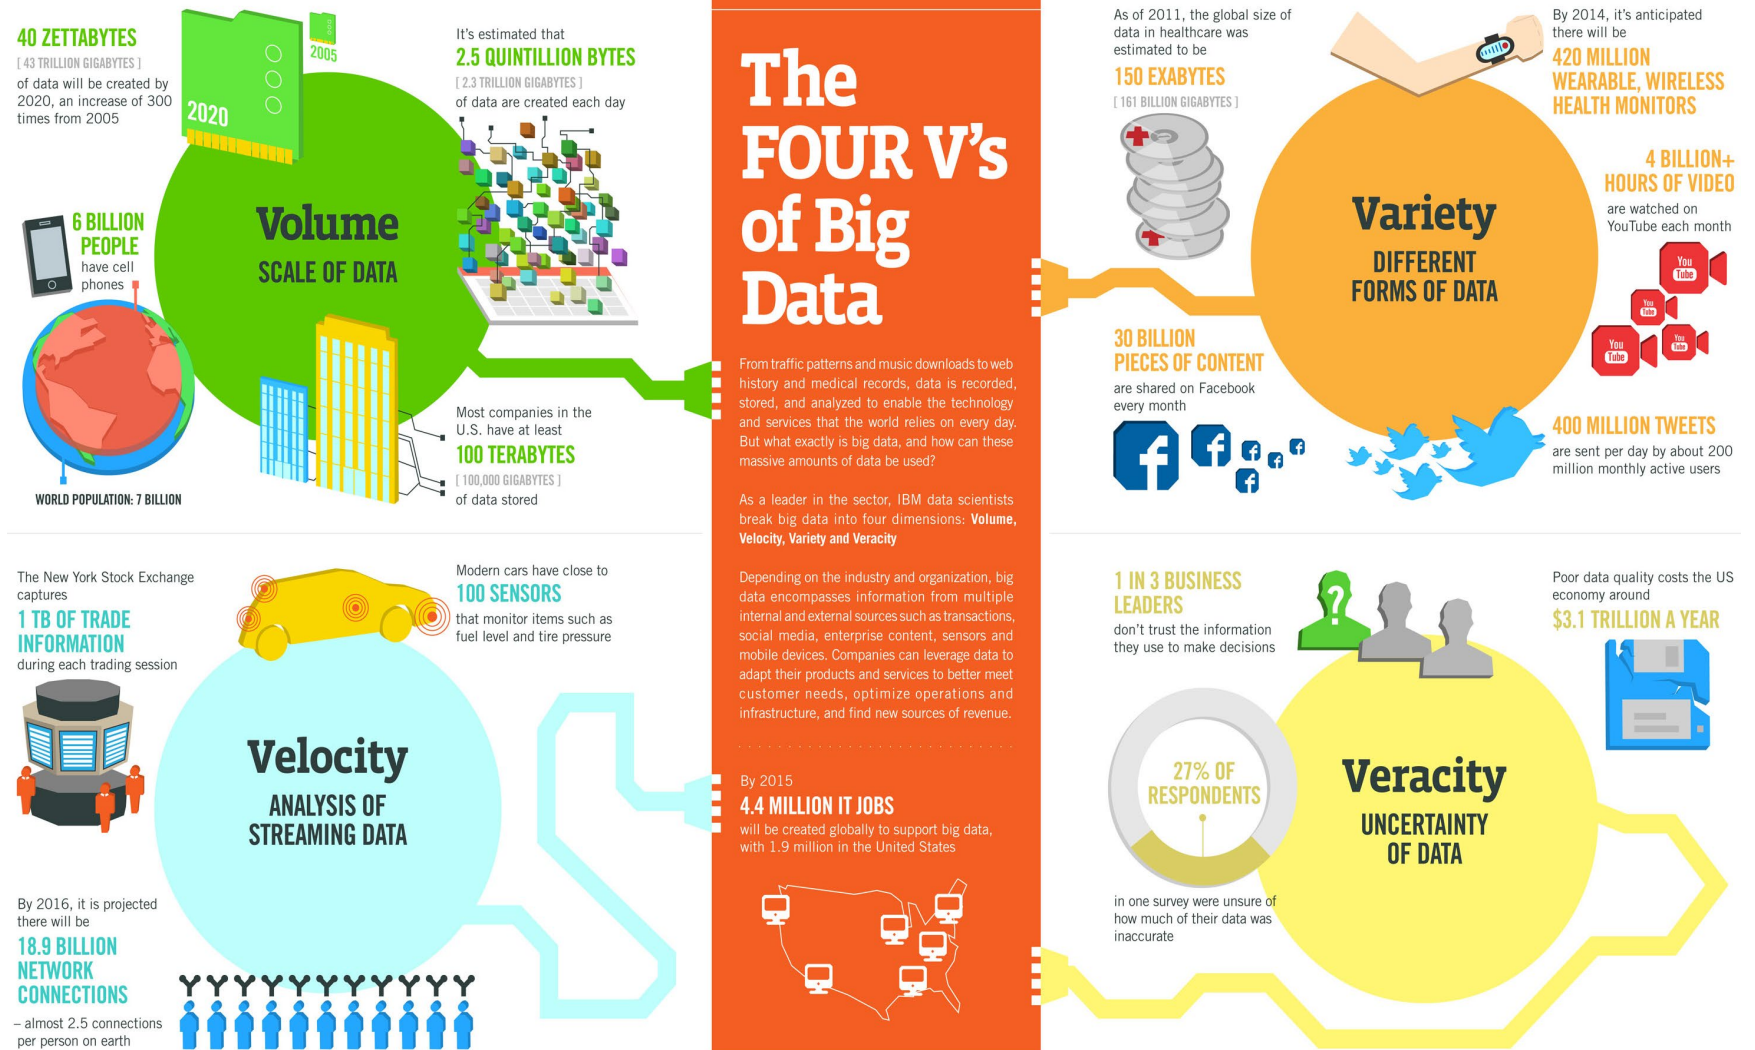 40 ZETTABYTES
[ 43 TRILLION GIGABYTES ]
of data will be created by
2020, an increase of 300
times from 2005
2020
2005
It's estimated that
2.5 QUINTILLION BYTES
[ 2.3 TRILLION GIGABYTES ]
of data are created each day
6 BILLION
PEOPLE
have cell
phones
WORLD POPULATION: 7 BILLION
Volume
SCALE OF DATA
Most companies in the
U.S. have at least
100 TERABYTES
[ 100,000 GIGABYTES ]
of data stored
The New York Stock Exchange
captures
1 TB OF TRADE
INFORMATION
during each trading session
Modern cars have close to
100 SENSORS
that monitor items such as
fuel level and tire pressure
Velocity
ANALYSIS OF
STREAMING DATA
By 2016, it is projected
there will be
18.9 BILLION
NETWORK
CONNECTIONS
– almost 2.5 connections
per person on earth
The
FOUR V's
of Big
Data
From traffic patterns and music downloads to web
history and medical records, data is recorded,
stored, and analyzed to enable the technology
and services that the world relies on every day.
But what exactly is big data, and how can these
massive amounts of data be used?
As a leader in the sector, IBM data scientists
break big data into four dimensions: Volume,
Velocity, Variety and Veracity
Depending on the industry and organization, big
data encompasses information from multiple
internal and external sources such as transactions,
social media, enterprise content, sensors and
mobile devices. Companies can leverage data to
adapt their products and services to better meet
customer needs, optimize operations and
infrastructure, and find new sources of revenue.
By 2015
4.4 MILLION IT JOBS
will be created globally to support big data,
with 1.9 million in the United States
As of 2011, the global size of
data in healthcare was
estimated to be
150 EXABYTES
[ 161 BILLION GIGABYTES ]
By 2014, it's anticipated
there will be
420 MILLION
WEARABLE, WIRELESS
HEALTH MONITORS
4 BILLION+
HOURS OF VIDEO
are watched on
YouTube each month
You
Tube
You
Tube
You
Tube
You
Tube
Variety
DIFFERENT
FORMS OF DATA
30 BILLION
PIECES OF CONTENT
are shared on Facebook
every month
f
f
f
f
f
f
400 MILLION TWEETS
are sent per day by about 200
million monthly active users
1 IN 3 BUSINESS
LEADERS
don't trust the information
they use to make decisions
?
Poor data quality costs the US
economy around
$3.1 TRILLION A YEAR
27% OF
RESPONDENTS
in one survey were unsure of
how much of their data was
inaccurate
Veracity
UNCERTAINTY
OF DATA